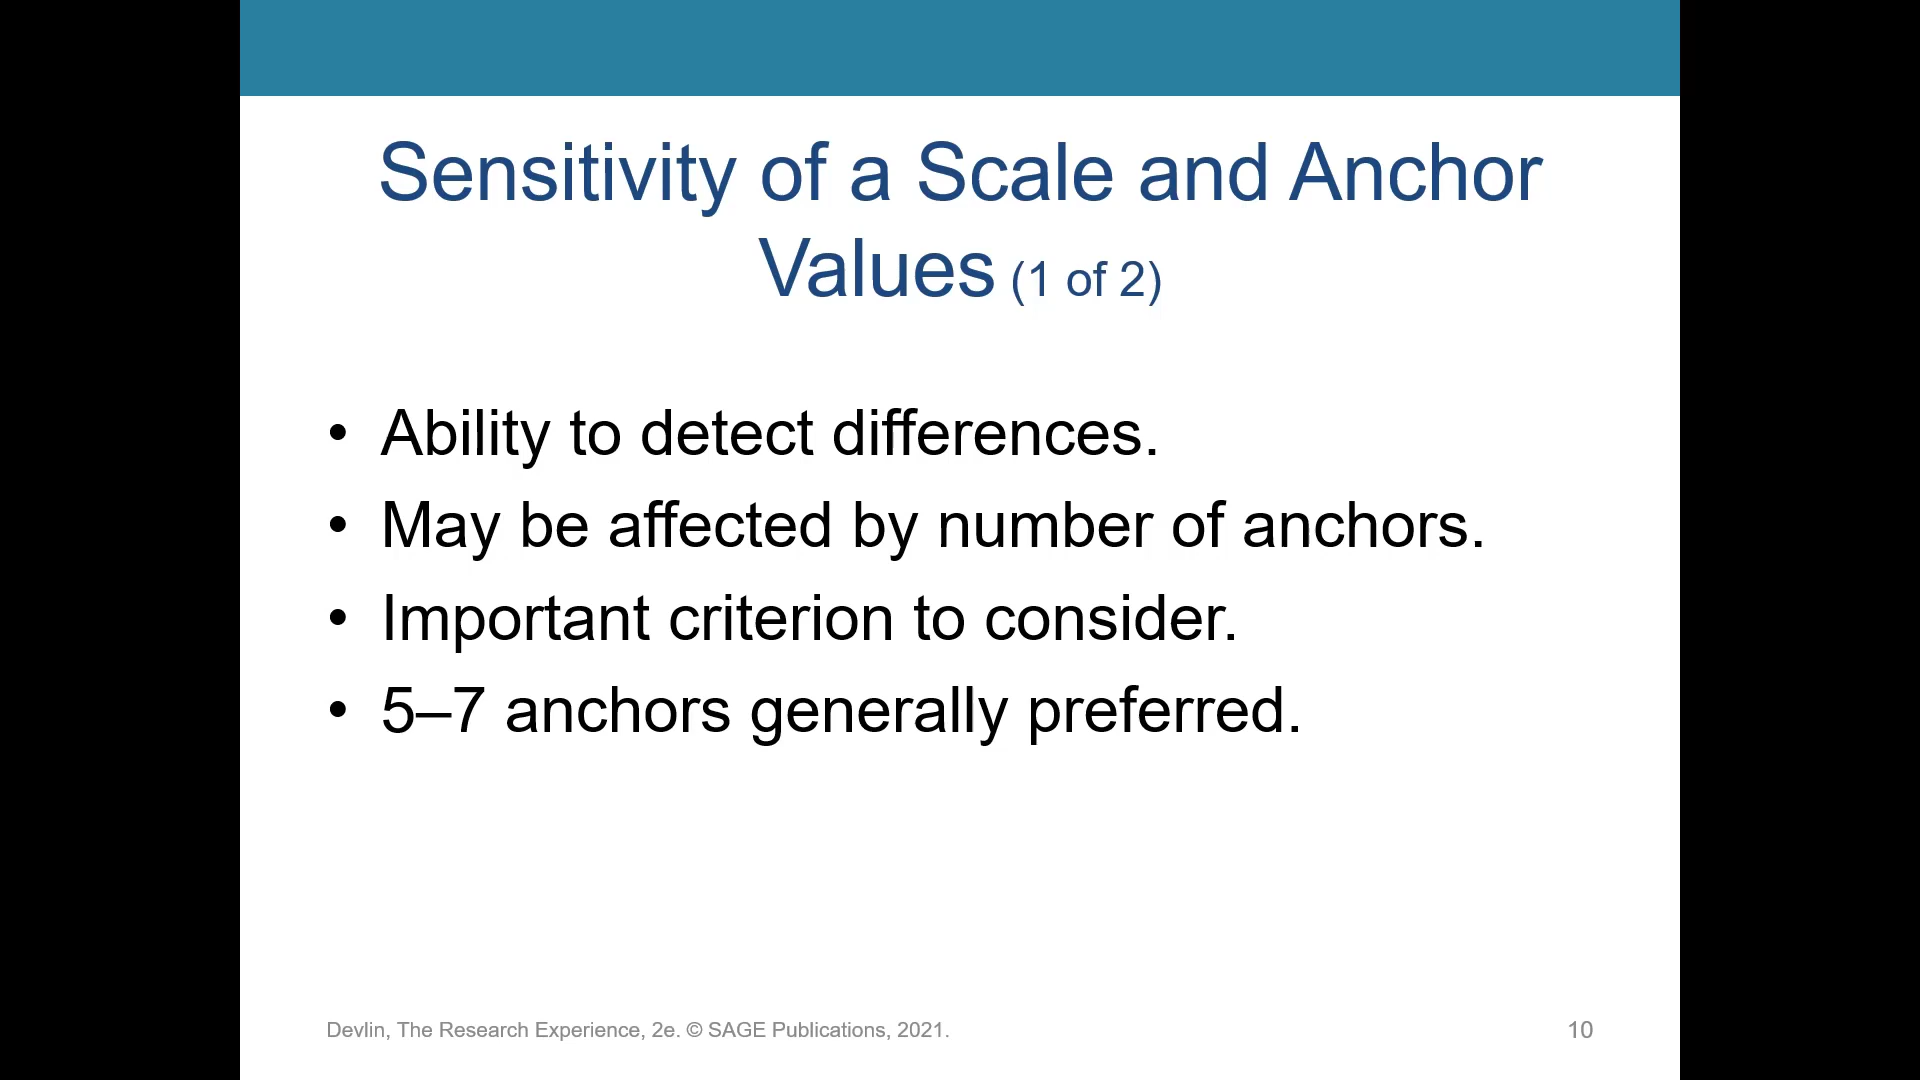 Sensitivity of a Scale and Anchor
Values (1 of 2)
• Ability to detect differences.
• May be affected by number of anchors.
• Important criterion to consider.
• 5–7 anchors generally preferred.
Devlin, The Research Experience, 2e. © SAGE Publications, 2021.
10